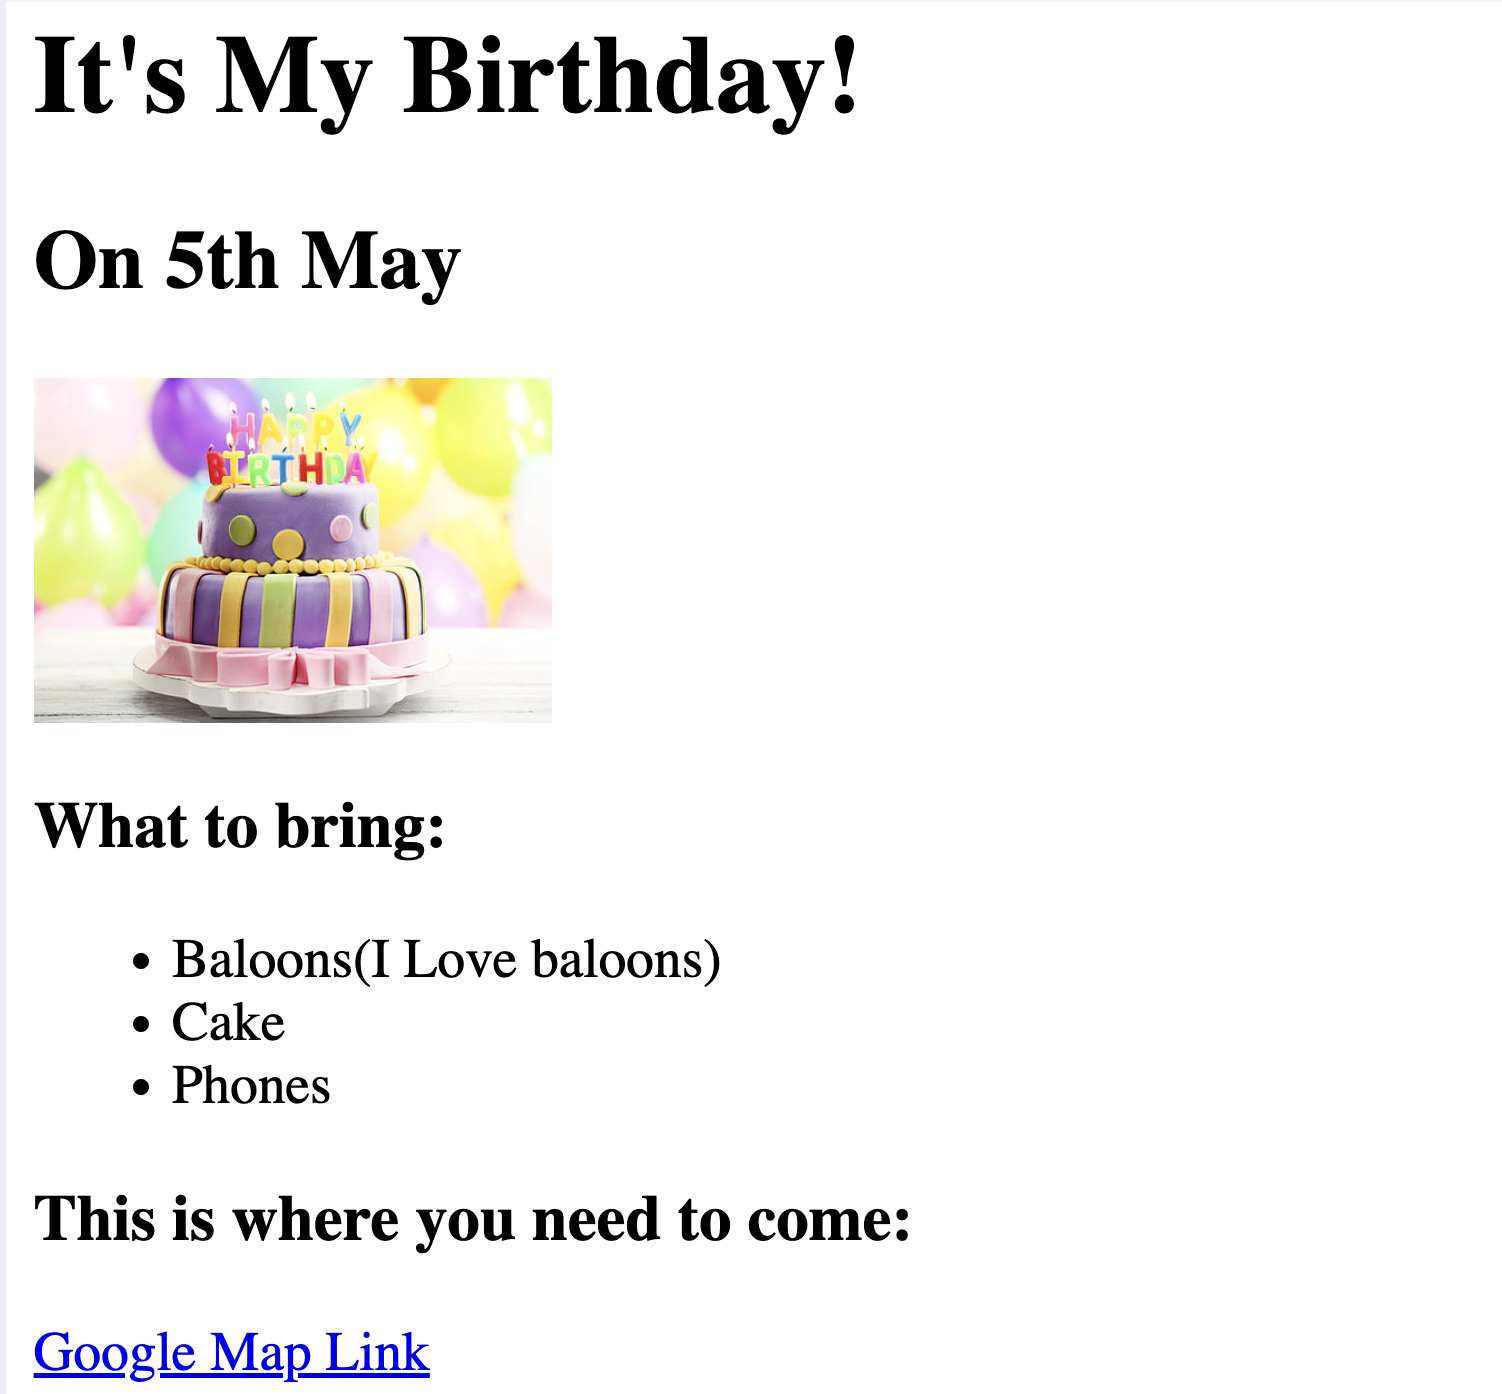 It's My Birthday!
On 5th May
HAPPY
BIRTHDAY
What to bring:
Baloons(I Love baloons)
Cake
Phones
This is where you need to come:
Google Map Link